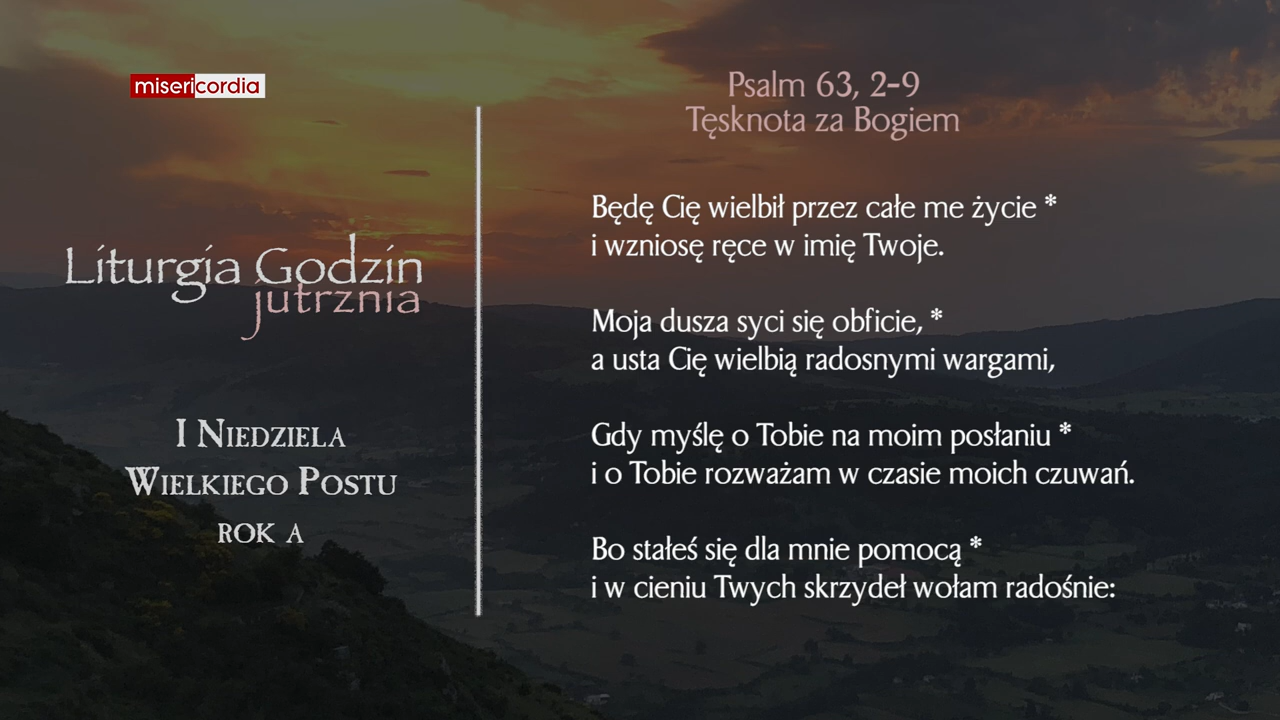 misericordia
Liturgia Godzin
jutrznia
I Niedziela
Wielkiego Postu
rok a
Psalm 63, 2-9
Tęsknota za Bogiem
Będę Cię wielbił przez całe me życie *
i wzniosę ręce w imię Twoje.
Moja dusza syci się obficie, *
a usta Cię wielbią radosnymi wargami,
Gdy myślę o Tobie na moim posłaniu *
i o Tobie rozważam w czasie moich czuwań.
Bo stałeś się dla mnie pomocą *
i w cieniu Twych skrzydeł wołam radośnie: